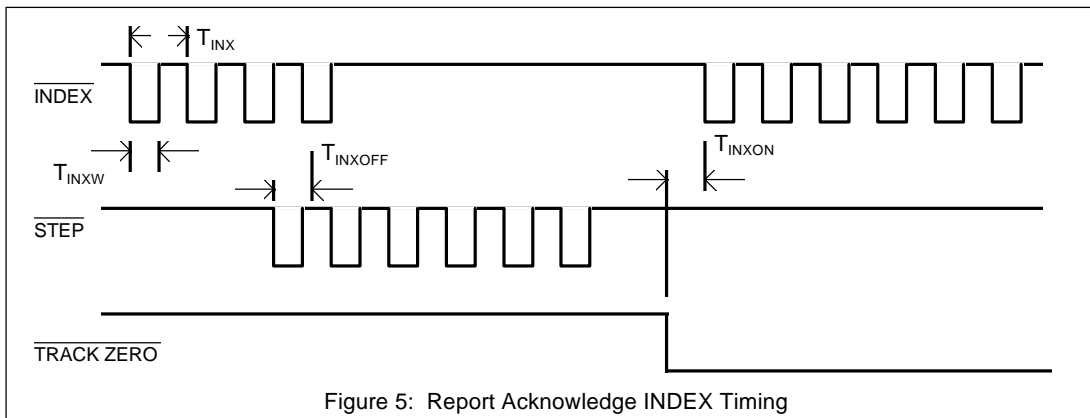 T_INX
INDEX
T_INXW
T_INXOFF
T_INXON
STEP
TRACK ZERO
Figure 5: Report Acknowledge INDEX Timing